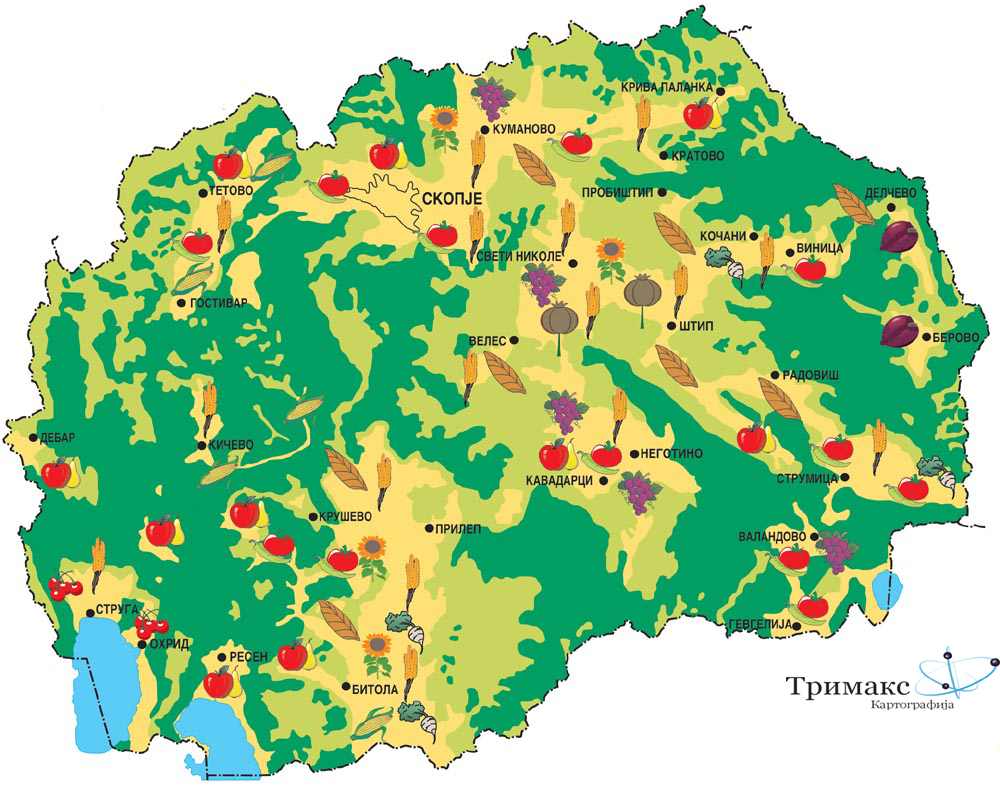 КРИВА ПАЛАНКА
КУМАНОВО
КРАТОВО
ТЕТОВО
ПРОБИШТИП
ДЕЛЧЕВО
СКОПЈЕ
КОЧАНИ
ВИНИЦА
СВЕТИ НИКОЛЕ
ГОСТИВАР
ШТИП
ВЕЛЕС
БЕРОВО
РАДОВИШ
ДЕБАР
КИЧЕВО
НЕГОТИНО
КАВАДАРЦИ
СТРУМИЦА
КРУШЕВО
ПРИЛЕП
ВАЛАНДОВО
СТРУГА
ГЕВГЕЛИЈА
ОХРИД
РЕСЕН
БИТОЛА
Тримакс
Картографија